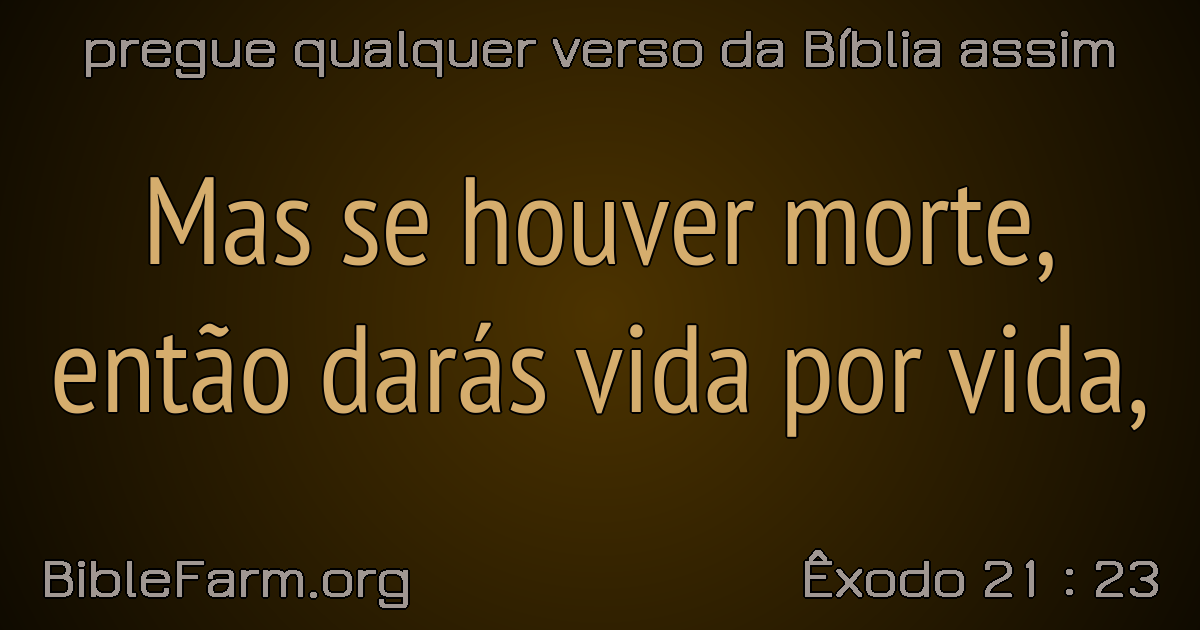 pregue qualquer verso da Bíblia assim
Mas se houver morte,
então darás vida por vida,
BibleFarm.org
Êxodo 21 : 23